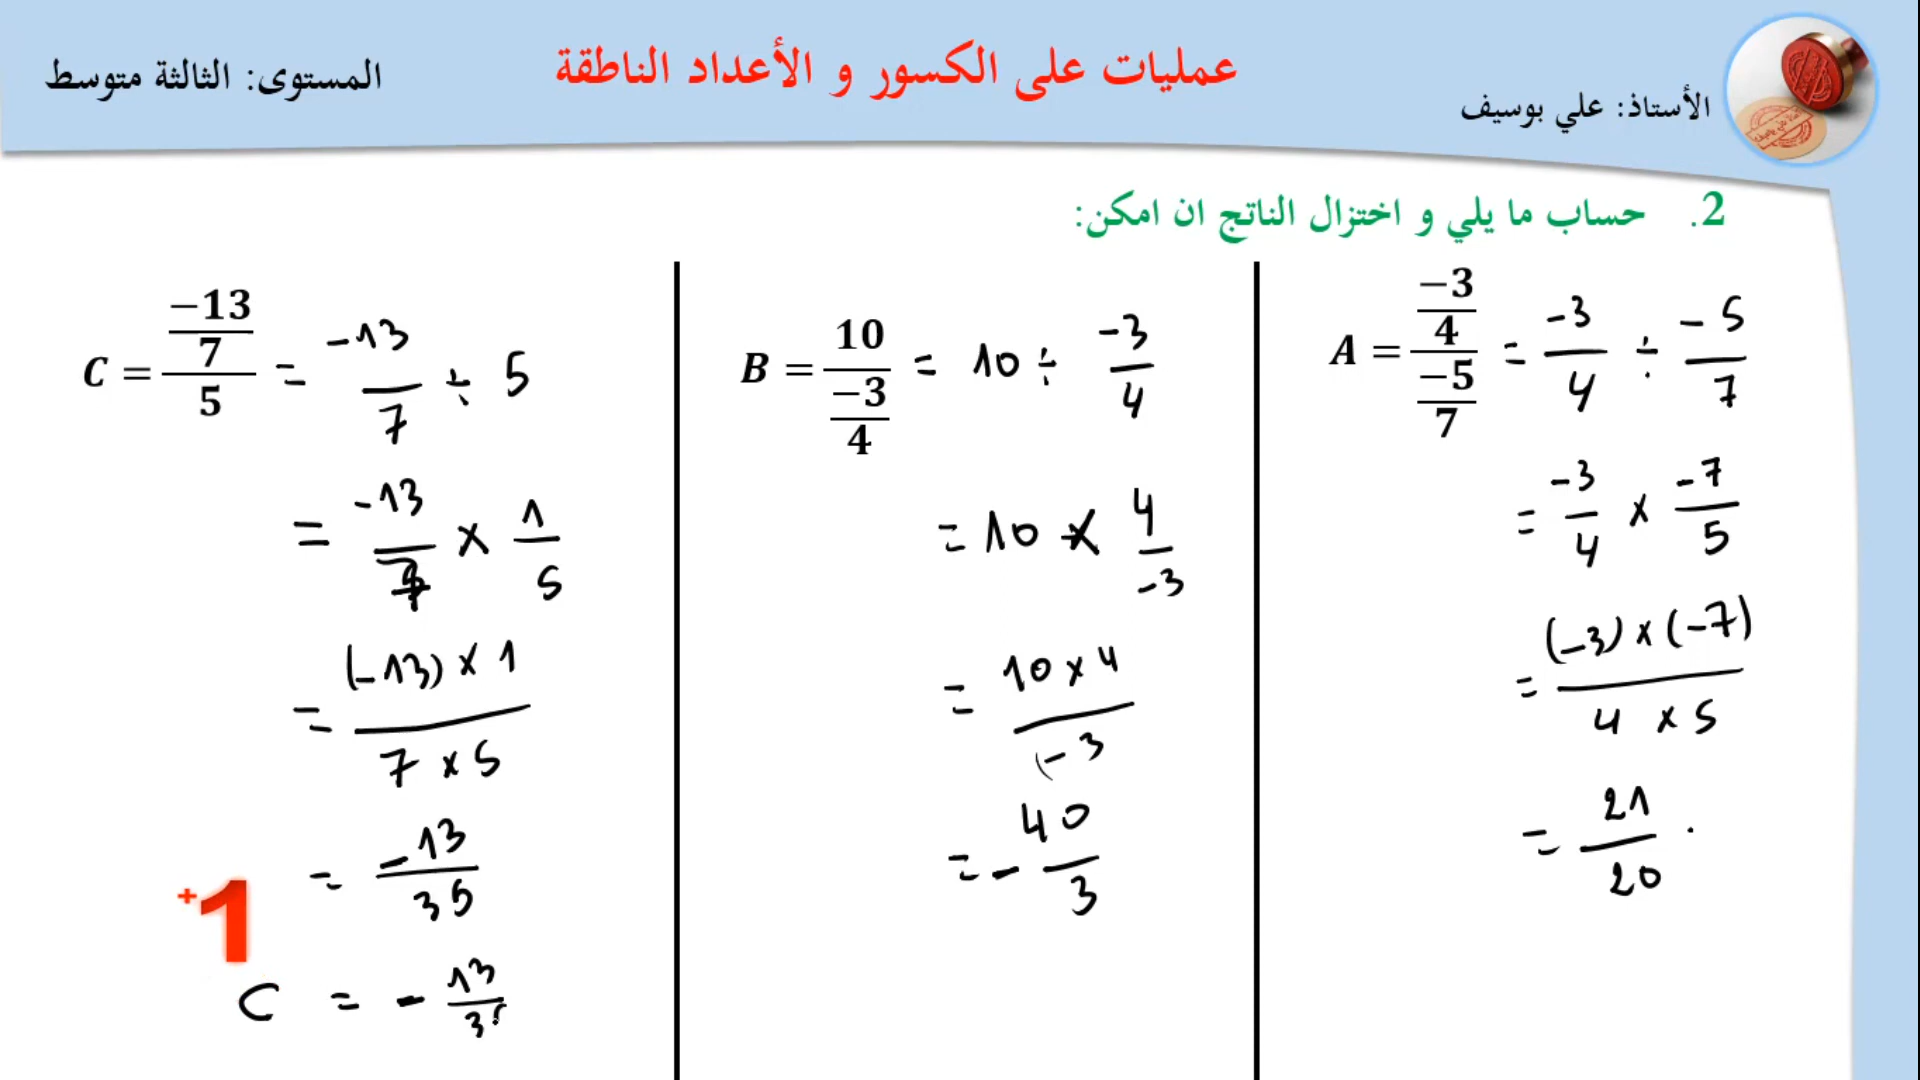 عمليات على الكسور و الأعداد الناطقة
الأستاذ: علي بوسيف
المستوى: الثالثة متوسط
2. حساب ما يلي و اختزال الناتج ان امكن:
A = (-3/4)/(-5/7) = -3/4 ÷ -5/7
= -3/4 × -7/5
= (-3) × (-7) / 4 × 5
= 21/20 .
B = 10/(-3/4) = 10 ÷ -3/4
= 10 × 4/-3
= 10 × 4 / (-3
= - 40/3
C = (-13/7)/5 = -13/7 ÷ 5
= -13/7 × 1/5
= (-13) × 1 / 7 × 5
= -13/35
C = - 13/35
+1